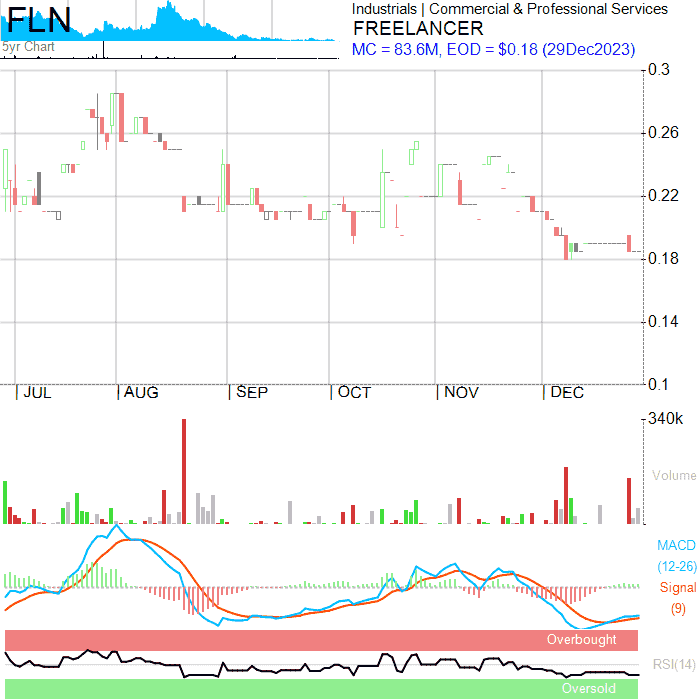 FLN
5yr Chart
Industrials | Commercial & Professional Services
FREELANCER
MC = 83.6M, EOD = $0.18 (29Dec2023)
0.3
0.26
0.22
0.18
0.14
0.1
JUL AUG SEP OCT NOV DEC
340k
Volume
MACD
(12-26)
Signal
(9)
Overbought
RSI(14)
Oversold